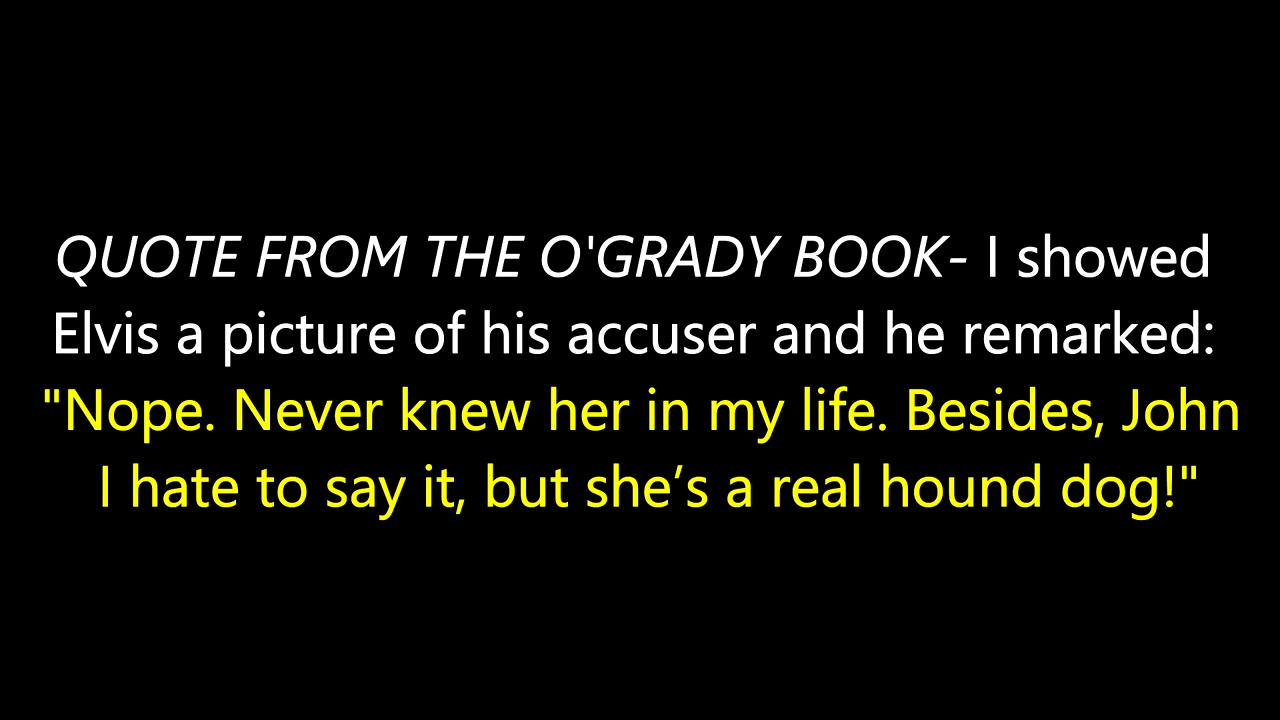 QUOTE FROM THE O'GRADY BOOK- I showed
Elvis a picture of his accuser and he remarked:
"Nope. Never knew her in my life. Besides, John
I hate to say it, but she’s a real hound dog!"